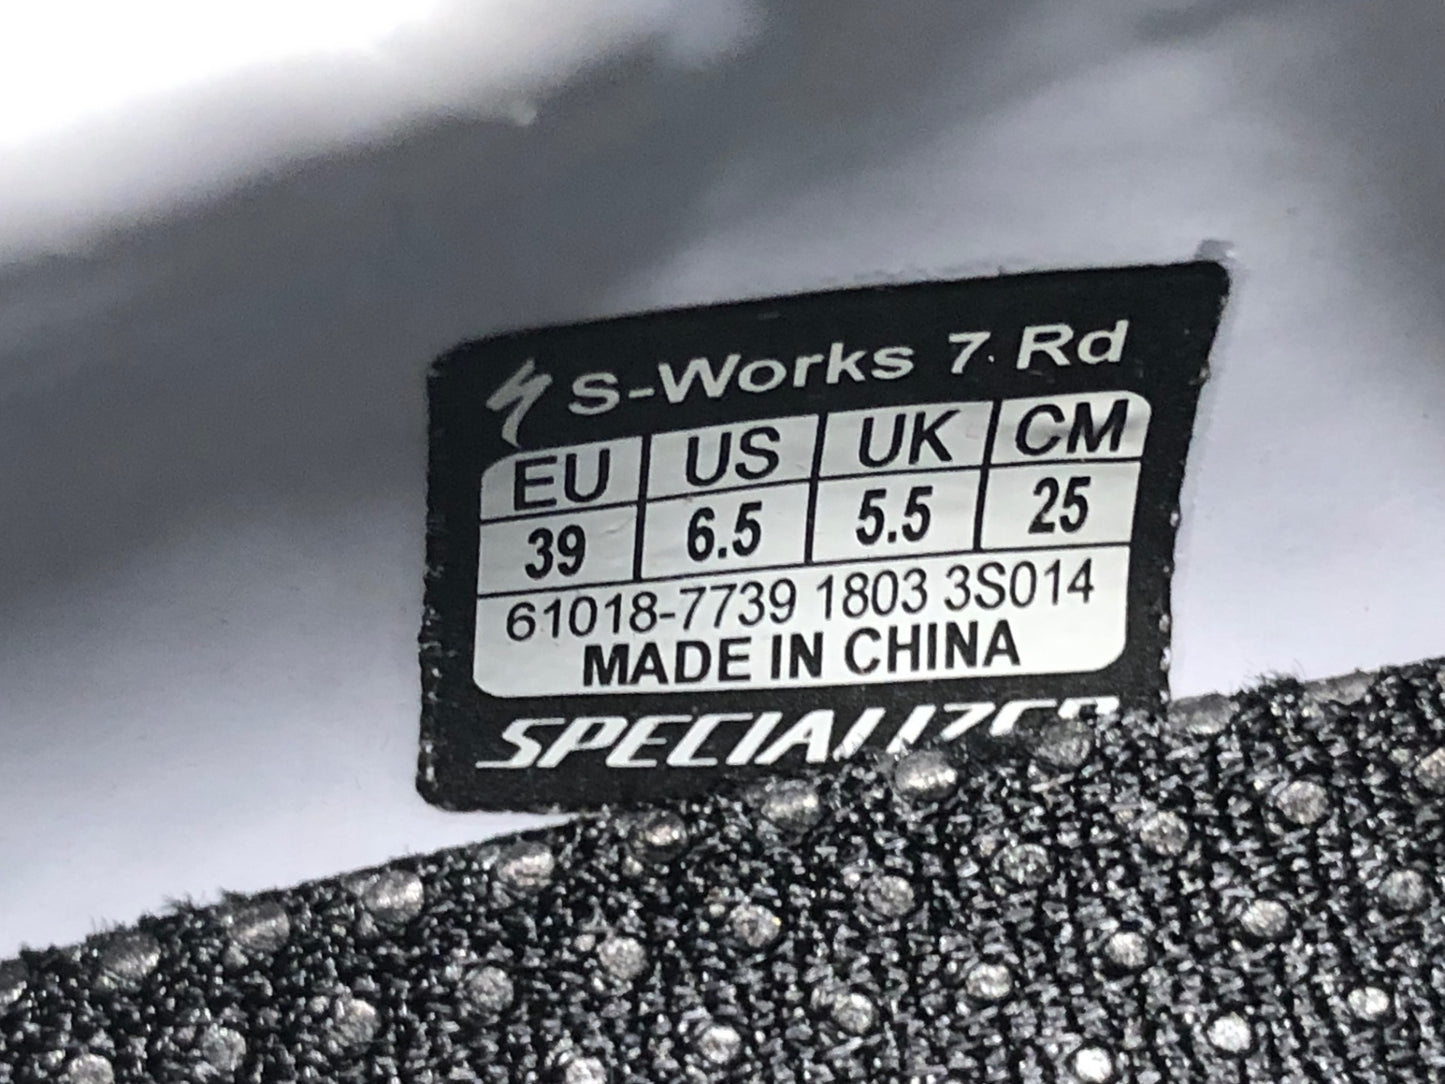 S-Works 7 Rd
EU US UK CM
39 6.5 5.5 25
61018-7739 1803 3S014
MADE IN CHINA
SPECIALIZED